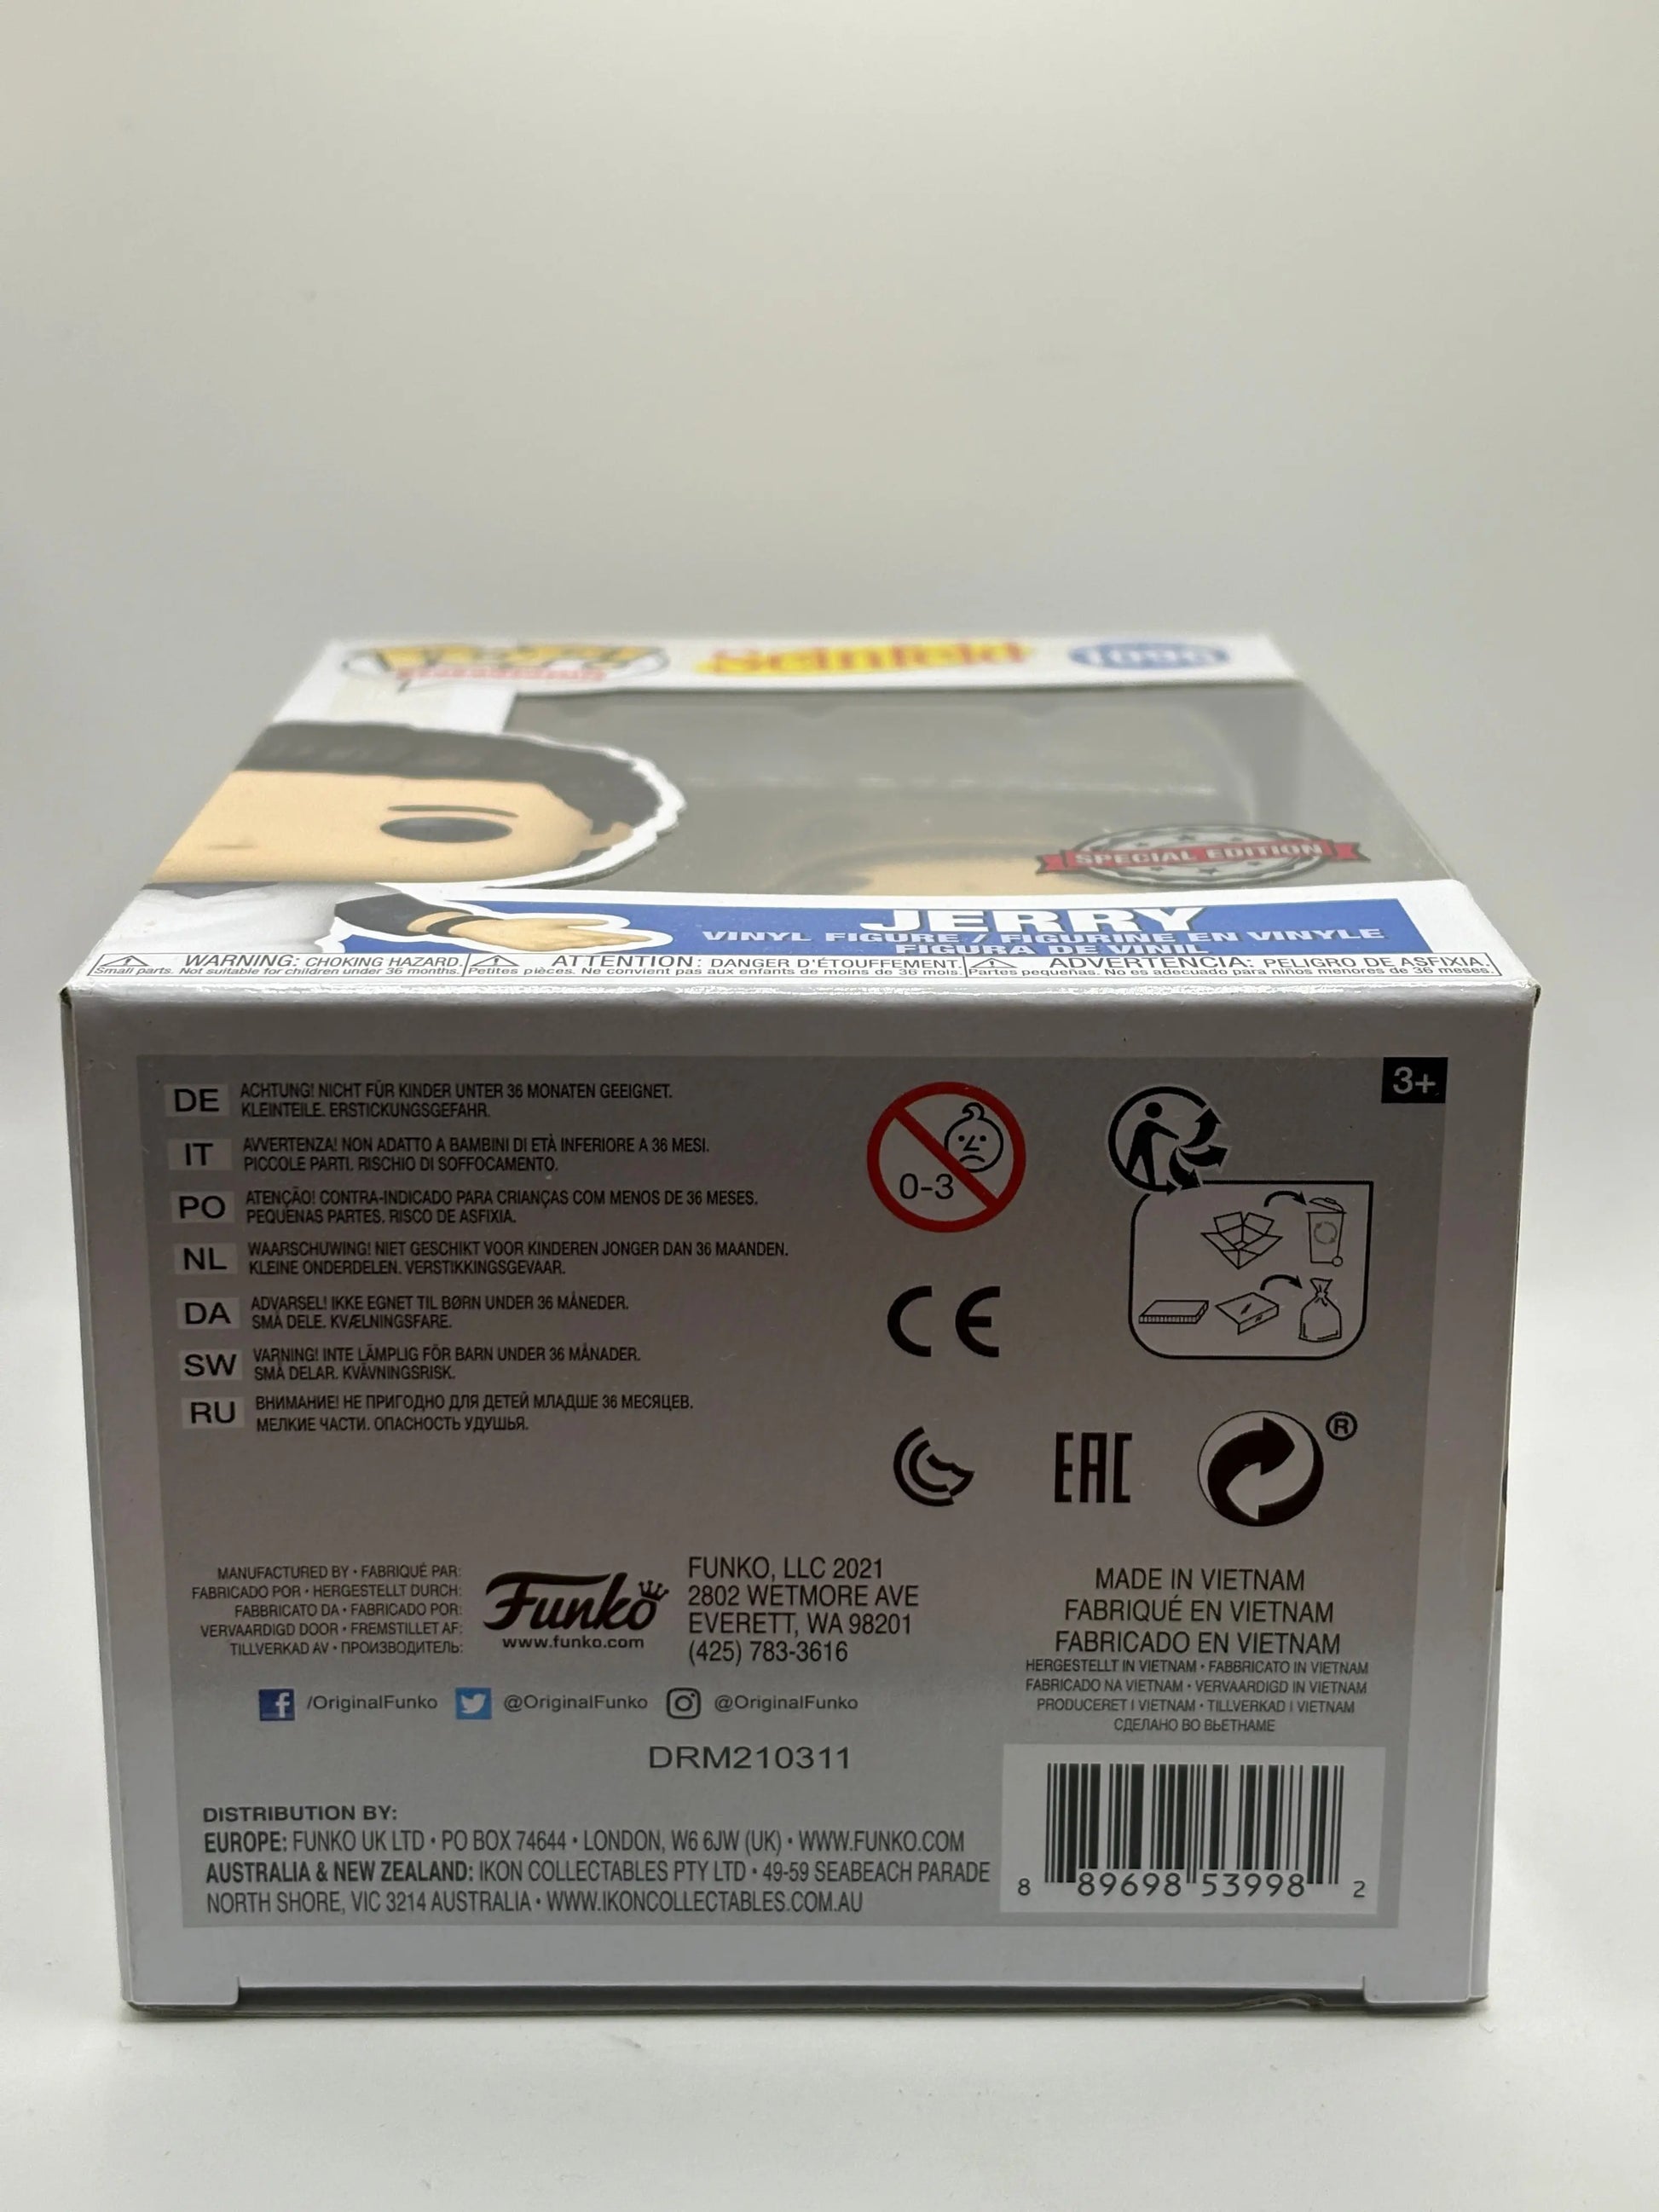 POP!
TELEVISION
Seinfeld
1096
SPECIAL EDITION
JERRY
VINYL FIGURE / FIGURINE EN VINYLE
FIGURA DE VINIL
WARNING: CHOKING HAZARD.
Small parts. Not suitable for children under 36 months.
ATTENTION: DANGER D'ÉTOUFFEMENT.
Petites pièces. Ne convient pas aux enfants de moins de 36 mois.
ADVERTENCIA: PELIGRO DE ASFIXIA.
Partes pequeñas. No es adecuado para niños menores de 36 meses.
3+
DE ACHTUNG! NICHT FÜR KINDER UNTER 36 MONATEN GEEIGNET.
KLEINTEILE. ERSTICKUNGSGEFAHR.
IT AVVERTENZA! NON ADATTO A BAMBINI DI ETÀ INFERIORE A 36 MESI.
PICCOLE PARTI. RISCHIO DI SOFFOCAMENTO.
PO ATENÇÃO! CONTRA-INDICADO PARA CRIANÇAS COM MENOS DE 36 MESES.
PEQUENAS PARTES. RISCO DE ASFIXIA.
NL WAARSCHUWING! NIET GESCHIKT VOOR KINDEREN JONGER DAN 36 MAANDEN.
KLEINE ONDERDELEN. VERSTIKKINGSGEVAAR.
DA ADVARSEL! IKKE EGNET TIL BØRN UNDER 36 MÅNEDER.
SMÅ DELE. KVÆLNINGSFARE.
SW VARNING! INTE LÄMPLIG FÖR BARN UNDER 36 MÅNADER.
SMÅ DELAR. KVÄVNINGSRISK.
RU ВНИМАНИЕ! НЕ ПРИГОДНО ДЛЯ ДЕТЕЙ МЛАДШЕ 36 МЕСЯЦЕВ.
МЕЛКИЕ ЧАСТИ. ОПАСНОСТЬ УДУШЬЯ.
0-3
CE
EAC
®
MANUFACTURED BY • FABRIQUÉ PAR:
FABRICADO POR • HERGESTELLT DURCH:
FABBRICATO DA • FABRICADO POR:
VERVAARDIGD DOOR • FREMSTILLET AF:
TILLVERKAD AV • ПРОИЗВОДИТЕЛЬ:
Funko
www.funko.com
FUNKO, LLC 2021
2802 WETMORE AVE
EVERETT, WA 98201
(425) 783-3616
MADE IN VIETNAM
FABRIQUÉ EN VIETNAM
FABRICADO EN VIETNAM
HERGESTELLT IN VIETNAM • FABBRICATO IN VIETNAM
FABRICADO NA VIETNAM • VERVAARDIGD IN VIETNAM
PRODUCERET I VIETNAM • TILLVERKAD I VIETNAM
СДЕЛАНО ВО ВЬЕТНАМЕ
/OriginalFunko @OriginalFunko @OriginalFunko
DRM210311
DISTRIBUTION BY:
EUROPE: FUNKO UK LTD • PO BOX 74644 • LONDON, W6 6JW (UK) • WWW.FUNKO.COM
AUSTRALIA & NEW ZEALAND: IKON COLLECTABLES PTY LTD • 49-59 SEABEACH PARADE
NORTH SHORE, VIC 3214 AUSTRALIA • WWW.IKONCOLLECTABLES.COM.AU
8 89698 53998 2